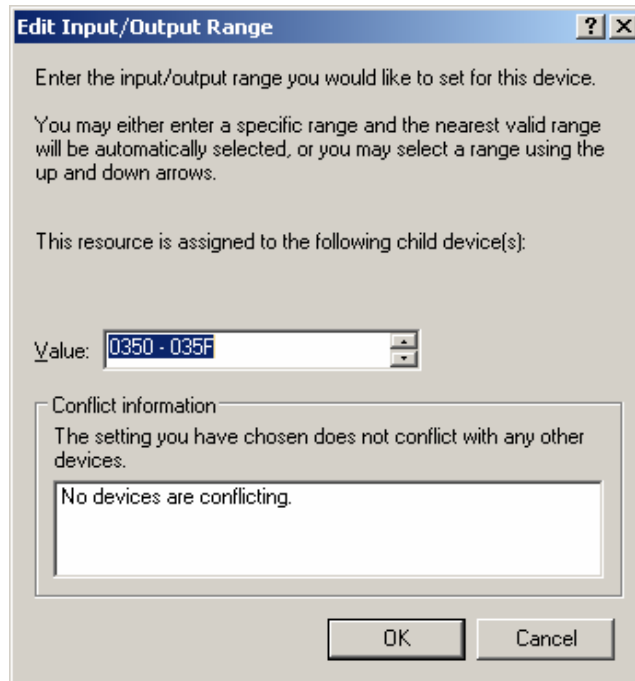 Edit Input/Output Range
Enter the input/output range you would like to set for this device.
You may either enter a specific range and the nearest valid range
will be automatically selected, or you may select a range using the
up and down arrows.
This resource is assigned to the following child device(s):
Value: 0350 - 035F
Conflict information
The setting you have chosen does not conflict with any other
devices.
No devices are conflicting.
OK Cancel